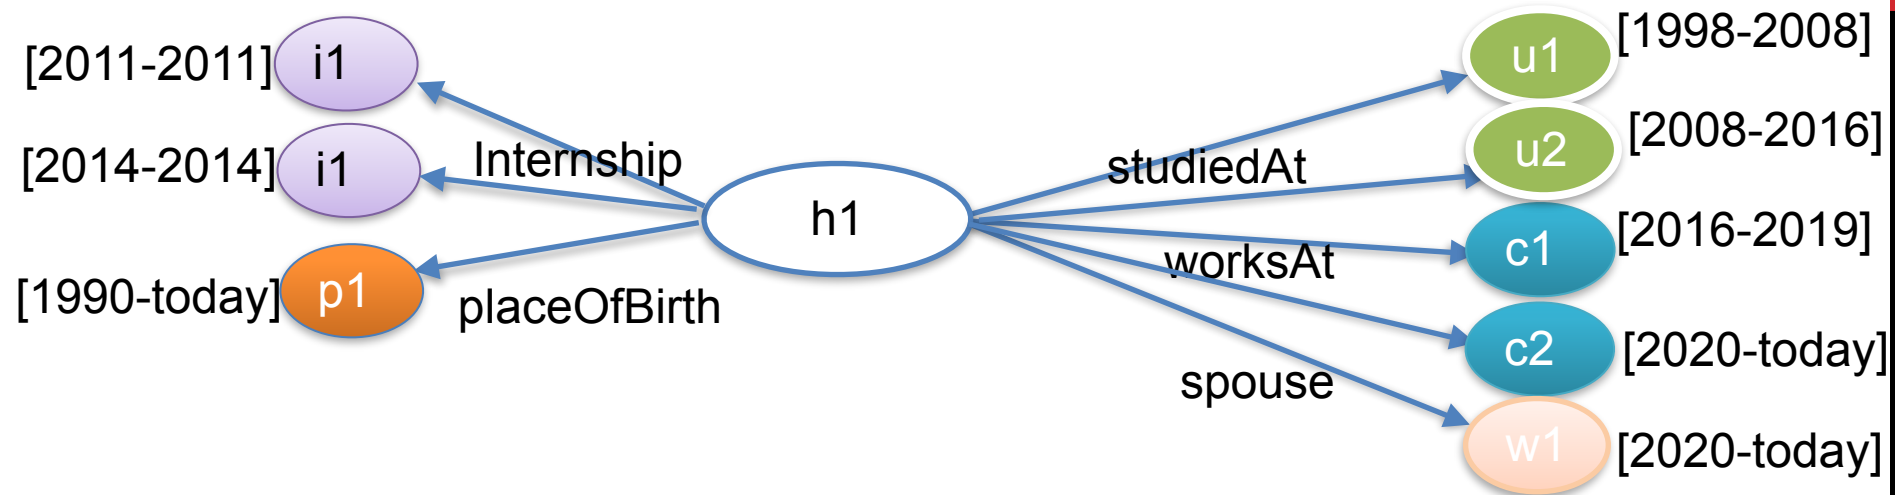 [2011-2011] i1
[2014-2014] i1
Internship
[1990-today] p1
placeOfBirth
h1
studiedAt
worksAt
spouse
u1 [1998-2008]
u2 [2008-2016]
c1 [2016-2019]
c2 [2020-today]
w1 [2020-today]